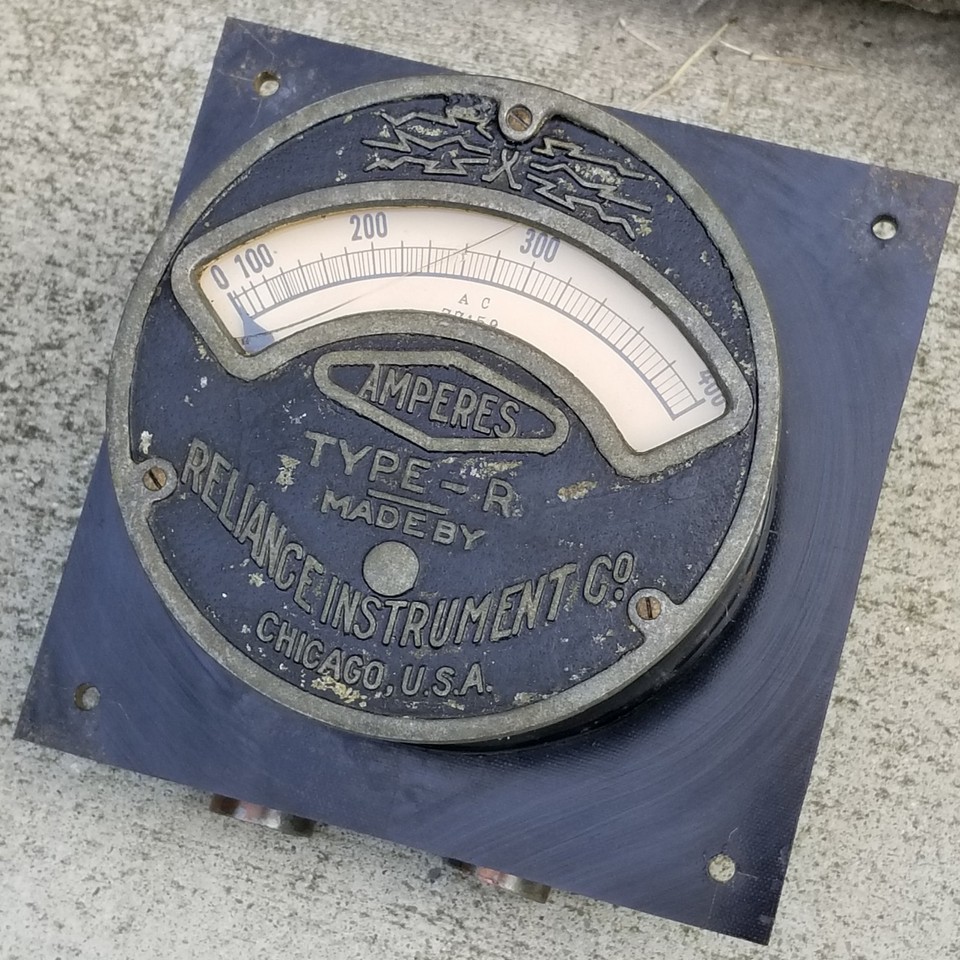 0 100 200 300 400
A C
AMPERES
TYPE - R
MADE BY
RELIANCE INSTRUMENT Co.
CHICAGO, U.S.A.